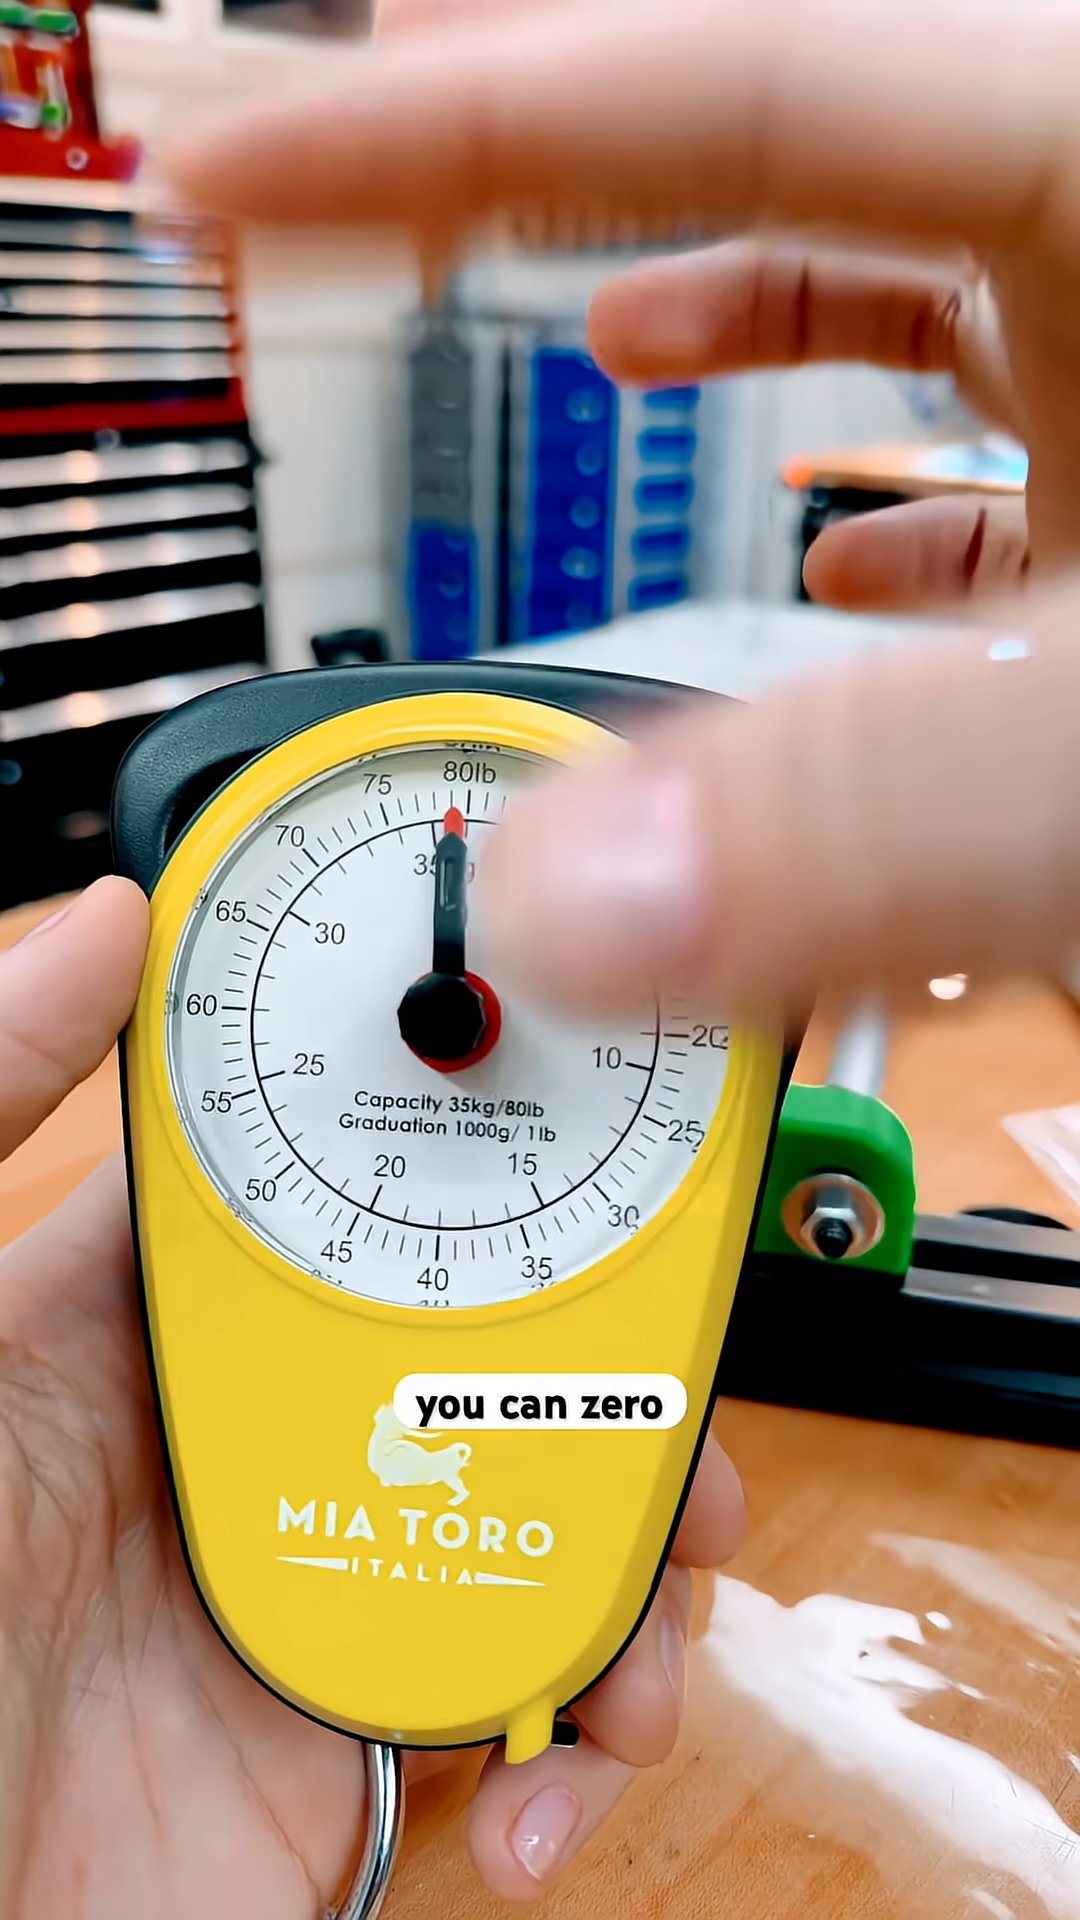 80lb
75
70
65
30
60
20
10
25
55
25
Capacity 35kg/80lb
Graduation 1000g/ 1lb
20
15
50
30
45
35
40
you can zero
MIA TORO
ITALIA